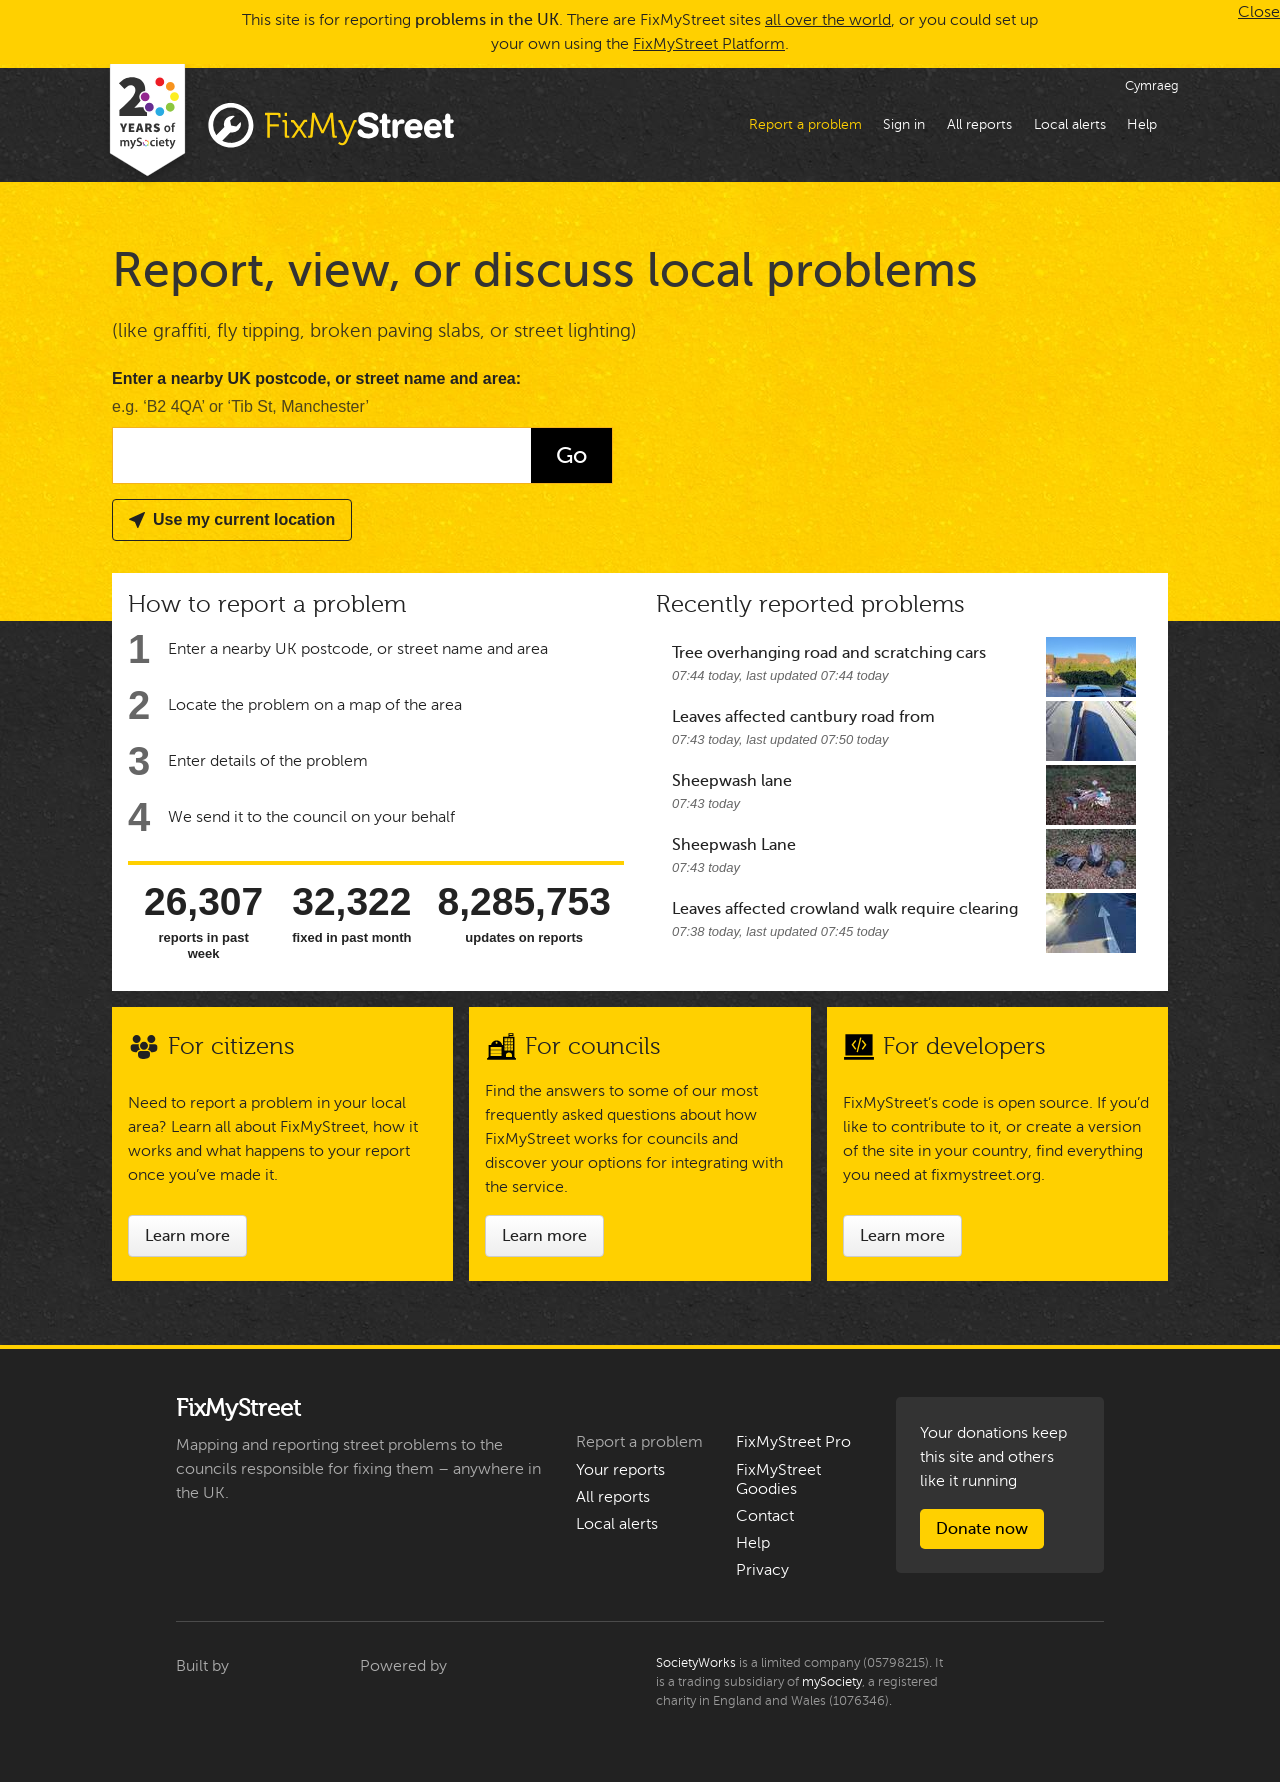 This site is for reporting problems in the UK. There are FixMyStreet sites all over the world, or you could set up
your own using the FixMyStreet Platform.
Close
20
YEARS of
mySociety
FixMyStreet
Cymraeg
Report a problem
Sign in
All reports
Local alerts
Help
Report, view, or discuss local problems
(like graffiti, fly tipping, broken paving slabs, or street lighting)
Enter a nearby UK postcode, or street name and area:
e.g. ‘B2 4QA’ or ‘Tib St, Manchester’
Go
Use my current location
How to report a problem
1 Enter a nearby UK postcode, or street name and area
2 Locate the problem on a map of the area
3 Enter details of the problem
4 We send it to the council on your behalf
26,307
reports in past
week
32,322
fixed in past month
8,285,753
updates on reports
Recently reported problems
Tree overhanging road and scratching cars
07:44 today, last updated 07:44 today
Leaves affected cantbury road from
07:43 today, last updated 07:50 today
Sheepwash lane
07:43 today
Sheepwash Lane
07:43 today
Leaves affected crowland walk require clearing
07:38 today, last updated 07:45 today
For citizens
Need to report a problem in your local
area? Learn all about FixMyStreet, how it
works and what happens to your report
once you’ve made it.
Learn more
For councils
Find the answers to some of our most
frequently asked questions about how
FixMyStreet works for councils and
discover your options for integrating with
the service.
Learn more
For developers
FixMyStreet’s code is open source. If you’d
like to contribute to it, or create a version
of the site in your country, find everything
you need at fixmystreet.org.
Learn more
FixMyStreet
Mapping and reporting street problems to the
councils responsible for fixing them – anywhere in
the UK.
Report a problem
Your reports
All reports
Local alerts
FixMyStreet Pro
FixMyStreet
Goodies
Contact
Help
Privacy
Your donations keep
this site and others
like it running
Donate now
Built by
Powered by
SocietyWorks is a limited company (05798215). It
is a trading subsidiary of mySociety, a registered
charity in England and Wales (1076346).